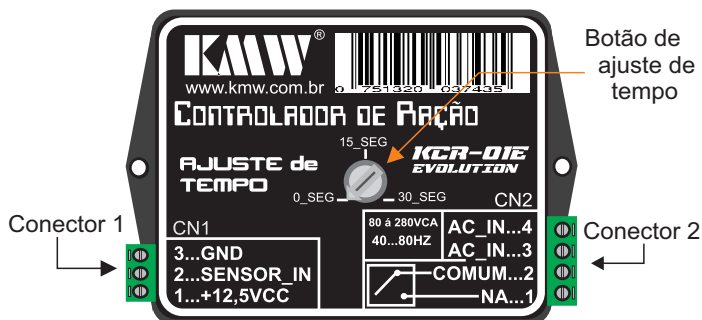 KMW®
www.kmw.com.br
0 751320 037435
Botão de
ajuste de
tempo
CONTROLADOR DE RAÇÃO
AJUSTE de
TEMPO
15_SEG
0_SEG
30_SEG
KCR-01E
EVOLUTION
Conector 1
CN1
3...GND
2...SENSOR_IN
1...+12,5VCC
80 á 280VCA
40...80HZ
CN2
AC_IN...4
AC_IN...3
COMUM...2
NA...1
Conector 2